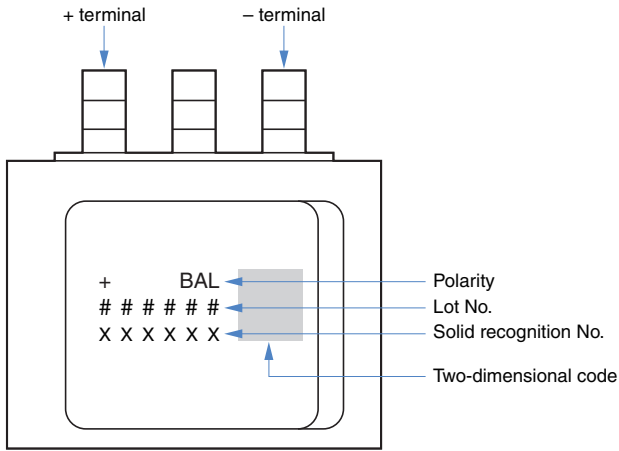 + terminal – terminal
+ BAL Polarity
# # # # # # Lot No.
X X X X X X Solid recognition No.
Two-dimensional code